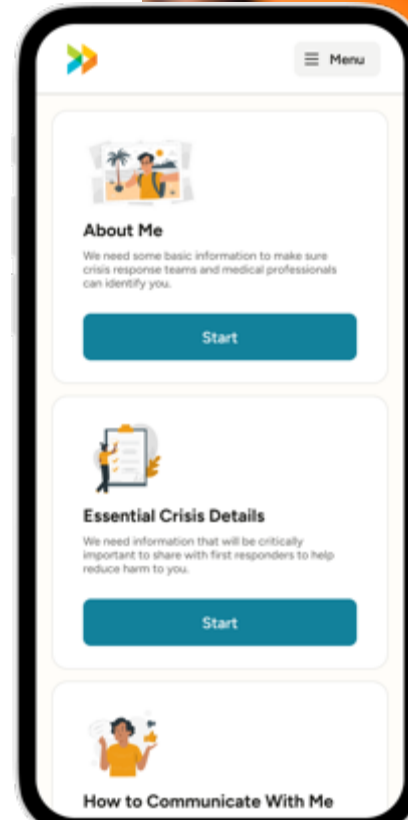 Menu
About Me
We need some basic information to make sure
crisis response teams and medical professionals
can identify you.
Start
Essential Crisis Details
We need information that will be critically
important to share with first responders to help
reduce harm to you.
Start
How to Communicate With Me